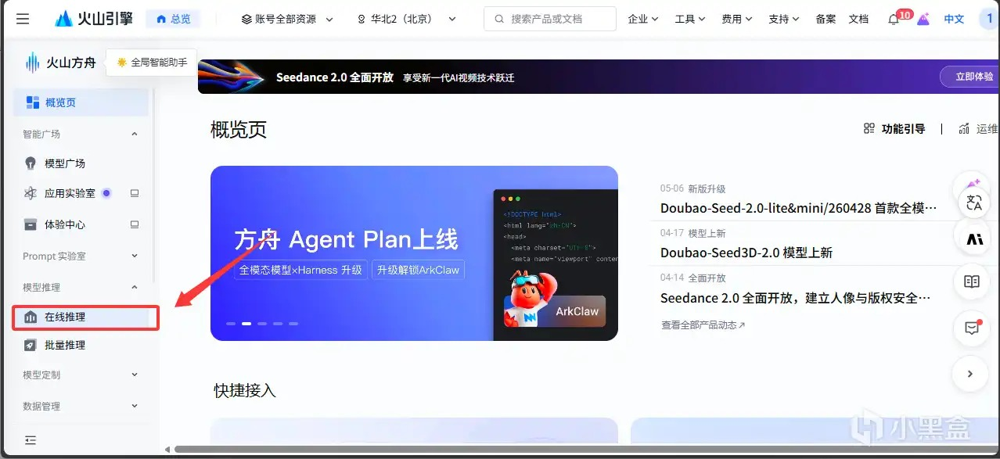 火山引擎
总览
账号全部资源
华北2（北京）
搜索产品或文档
企业
工具
费用
支持
备案
文档
10
中文
1
火山方舟
全局智能助手
Seedance 2.0 全面开放 享受新一代AI视频技术跃迁
立即体验
概览页
智能广场
模型广场
应用实验室
体验中心
Prompt 实验室
模型推理
在线推理
批量推理
模型定制
数据管理
概览页
功能引导
运维
方舟 Agent Plan上线
全模态模型×Harness 升级
升级解锁ArkClaw
<!DOCTYPE html>
<html lang="zh-CN">
<head>
<meta charset="UTF-8">
<meta name="viewport" conten
ArkClaw
05-06 新版升级
Doubao-Seed-2.0-lite&mini/260428 首款全模···
04-17 模型上新
Doubao-Seed3D-2.0 模型上新
04-14 全面开放
Seedance 2.0 全面开放，建立人像与版权安全···
查看全部产品动态
快捷接入
小黑盒